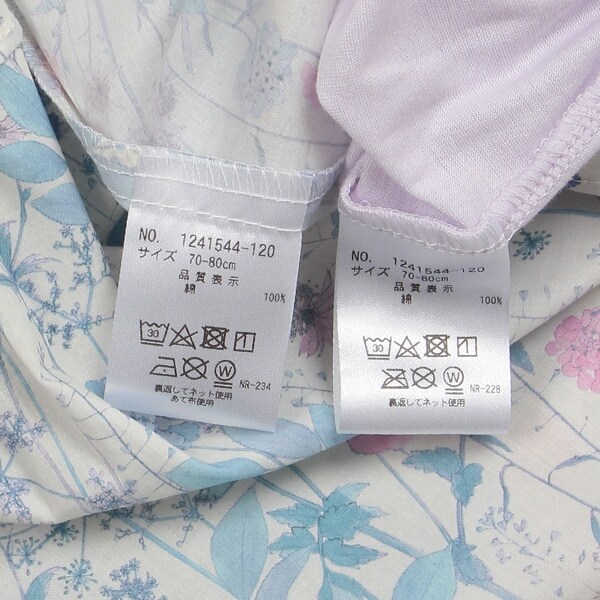 NO. 1241544-120
サイズ 70-80cm
品質表示
綿 100%
30
W
NR-234
裏返してネット使用
あて布使用
NO. 1241544-120
サイズ 70-80cm
品質表示
綿 100%
30
W
NR-228
裏返してネット使用